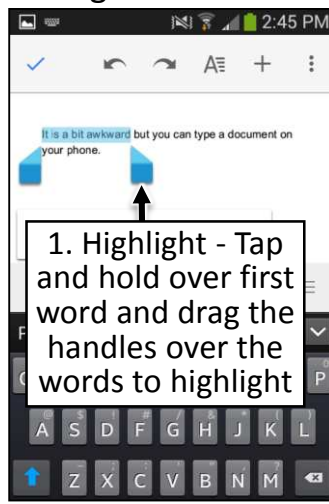 2:45 PM
It is a bit awkward but you can type a document on
your phone.
1. Highlight - Tap
and hold over first
word and drag the
handles over the
words to highlight
P
A S D F G H J K L
Z X C V B N M